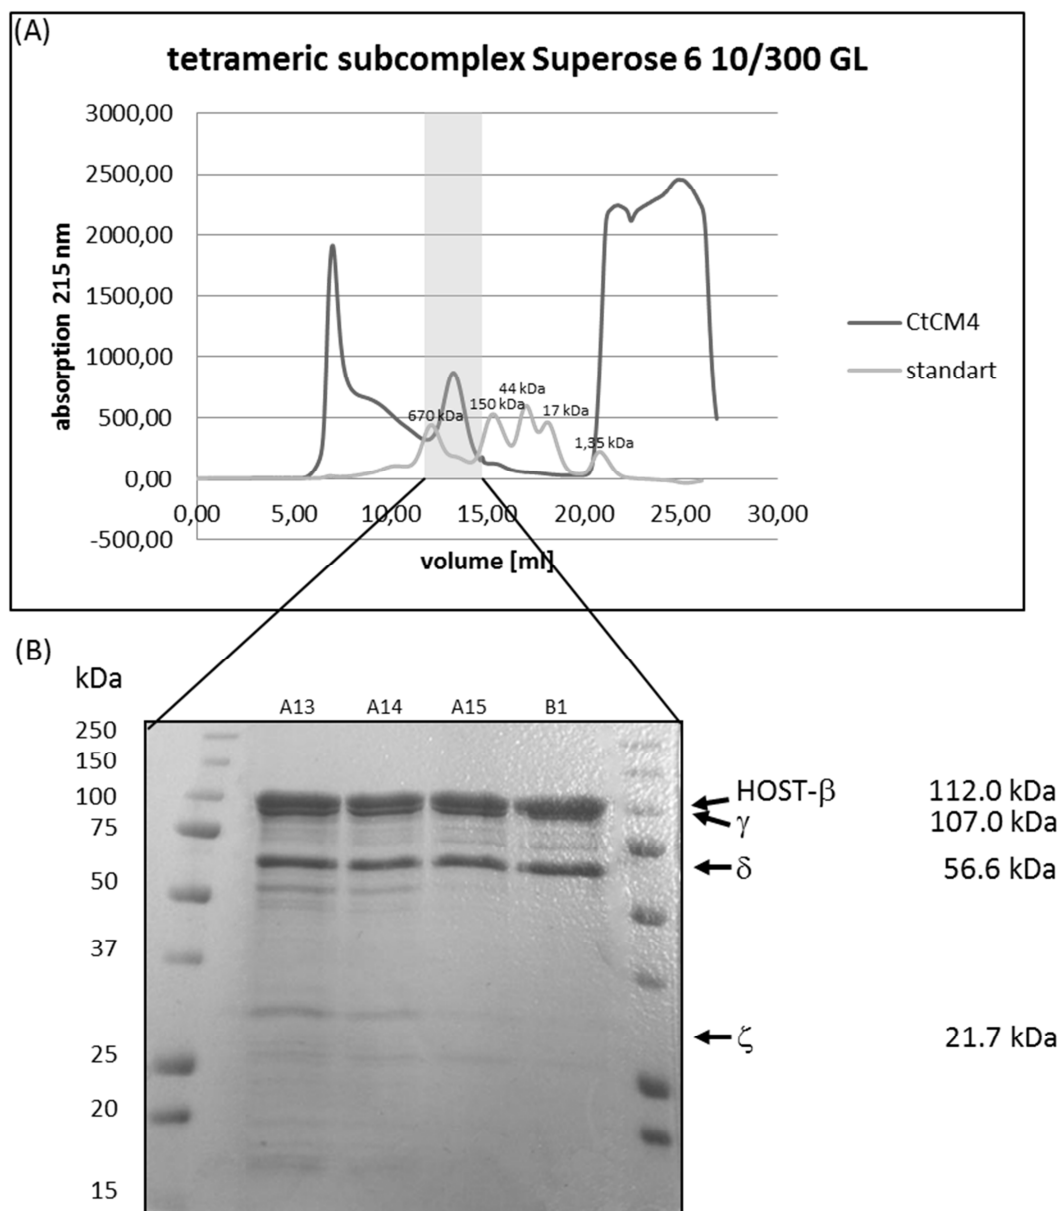 (A)
tetrameric subcomplex Superose 6 10/300 GL
3000,00
2500,00
2000,00
1500,00
1000,00
500,00
0,00
-500,00
absorption 215 nm
670 kDa
150 kDa
44 kDa
17 kDa
1,35 kDa
0,00 5,00 10,00 15,00 20,00 25,00 30,00
volume [ml]
CtCM4
standart
(B)
kDa
A13 A14 A15 B1
250
150
100
75
50
37
25
20
15
HOST-β 112.0 kDa
γ 107.0 kDa
δ 56.6 kDa
ζ 21.7 kDa